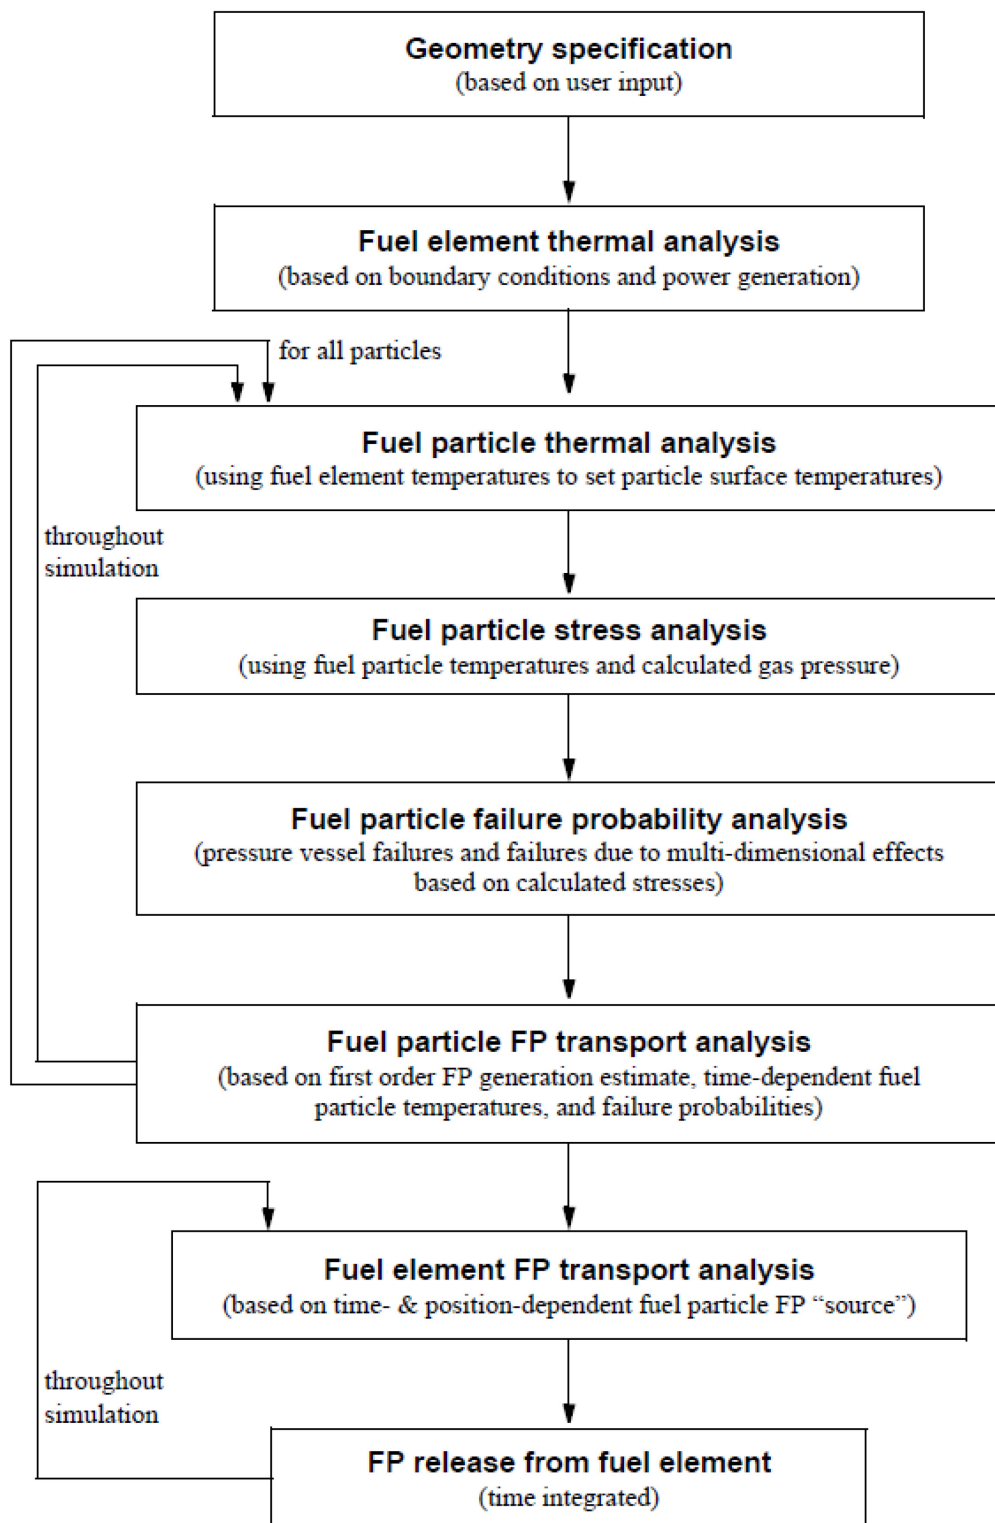 Geometry specification
(based on user input)
Fuel element thermal analysis
(based on boundary conditions and power generation)
for all particles
Fuel particle thermal analysis
(using fuel element temperatures to set particle surface temperatures)
throughout
simulation
Fuel particle stress analysis
(using fuel particle temperatures and calculated gas pressure)
Fuel particle failure probability analysis
(pressure vessel failures and failures due to multi-dimensional effects
based on calculated stresses)
Fuel particle FP transport analysis
(based on first order FP generation estimate, time-dependent fuel
particle temperatures, and failure probabilities)
Fuel element FP transport analysis
(based on time- & position-dependent fuel particle FP “source”)
throughout
simulation
FP release from fuel element
(time integrated)